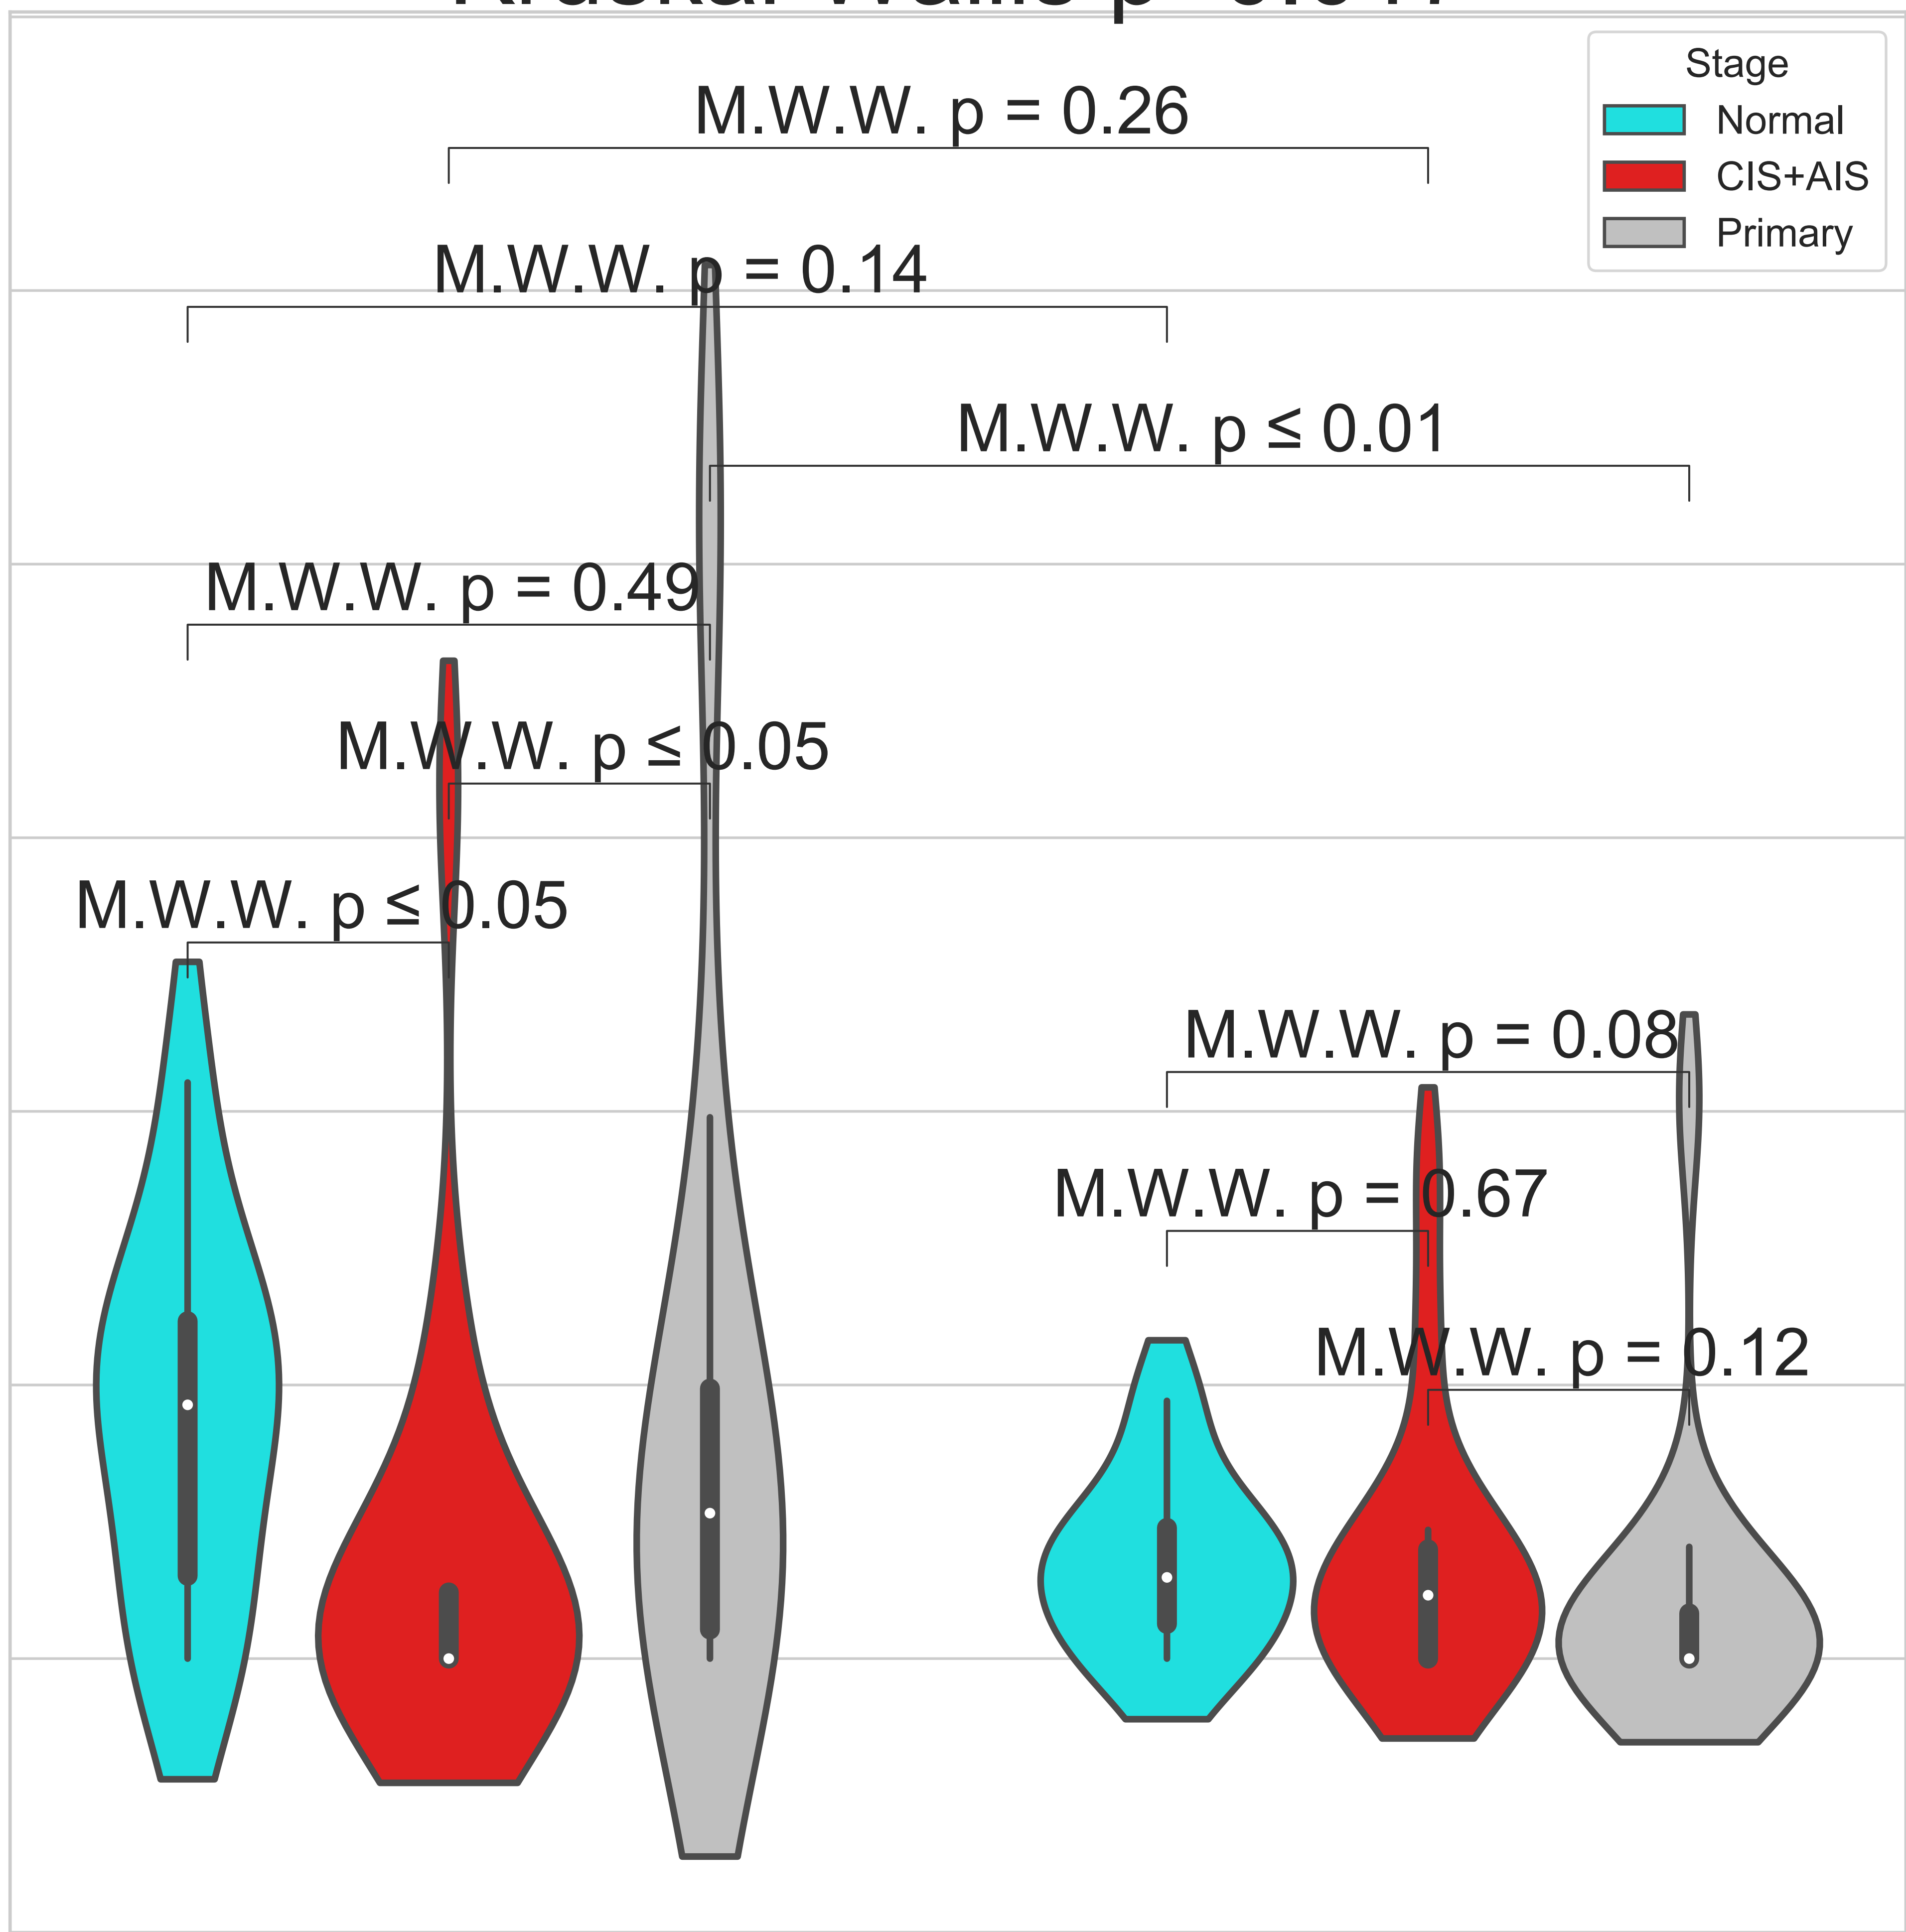 M.W.W. p = 0.26
Stage
Normal
CIS+AIS
Primary
M.W.W. p = 0.14
M.W.W. p ≤ 0.01
M.W.W. p = 0.49
M.W.W. p ≤ 0.05
M.W.W. p ≤ 0.05
M.W.W. p = 0.08
M.W.W. p = 0.67
M.W.W. p = 0.12